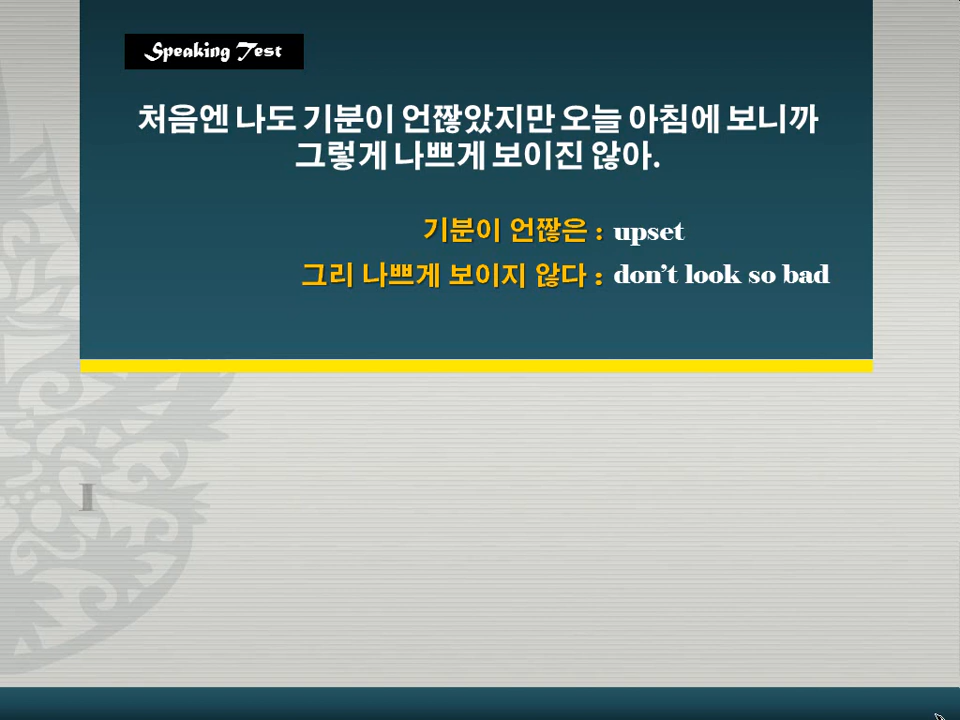 Speaking Test
처음엔 나도 기분이 언짢았지만 오늘 아침에 보니까
그렇게 나쁘게 보이진 않아.
기분이 언짢은 : upset
그리 나쁘게 보이지 않다 : don't look so bad
I